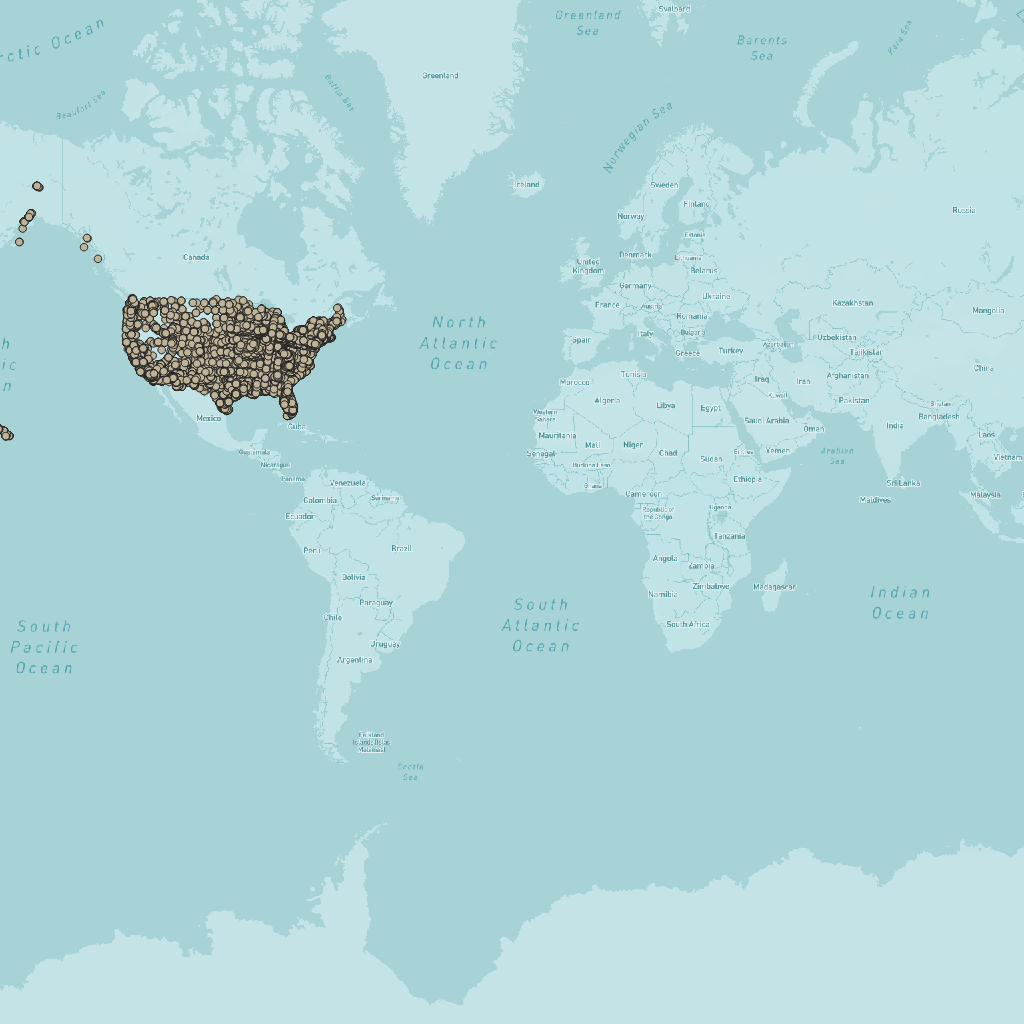 Greenland
Sea
Svalbard
Barents
Sea
Kara Sea
rctic Ocean
Beaufort Sea
Baffin Bay
Greenland
Norwegian Sea
Iceland
Sweden
Finland
Norway
Russia
Estonia
Denmark
Lithuania
United
Kingdom
Belarus
Canada
Germany
Ukraine
France
Austria
Romania
Kazakhstan
Mongolia
North
Atlantic
Ocean
h
ic
n
Italy
Bulgaria
Spain
Greece
Turkey
Azerbaijan
Uzbekistan
Tajikistan
China
Morocco
Tunisia
Iraq
Iran
Afghanistan
Algeria
Libya
Egypt
Kuwait
Pakistan
Bhutan
Western
Sahara
Saudi Arabia
Bangladesh
Mexico
Cuba
Oman
India
Mauritania
Laos
Mali
Niger
Chad
Sudan
Eritrea
Yemen
Arabian
Sea
Vietnam
Guatemala
Senegal
Nicaragua
Burkina Faso
Panama
Venezuela
Ghana
Ethiopia
Sri Lanka
Colombia
Suriname
Cameroon
Maldives
Malaysia
Ecuador
Republic of
the Congo
Uganda
Peru
Brazil
Tanzania
Angola
Zambia
Bolivia
Zimbabwe
Madagascar
Namibia
Indian
Ocean
Paraguay
South
Atlantic
Ocean
Chile
South Africa
South
Pacific
Ocean
Uruguay
Argentina
Falkland
Islands (Islas
Malvinas)
Scotia
Sea